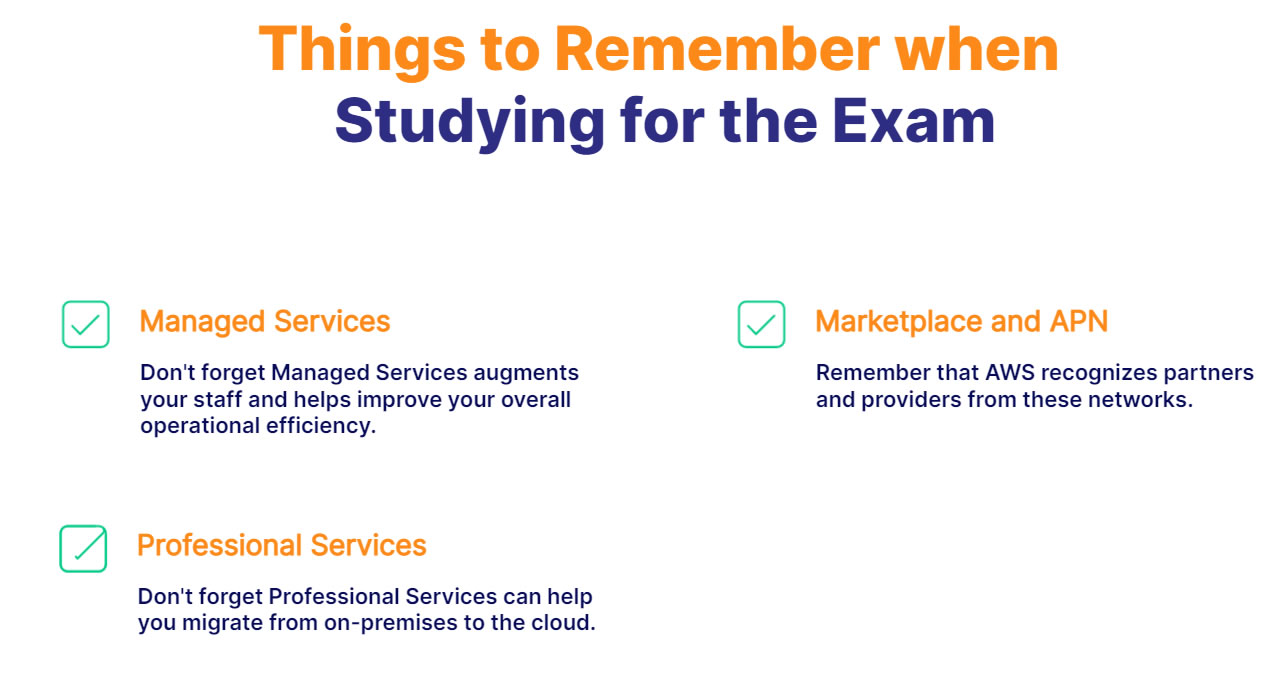 Things to Remember when
Studying for the Exam
Managed Services
Don't forget Managed Services augments
your staff and helps improve your overall
operational efficiency.
Marketplace and APN
Remember that AWS recognizes partners
and providers from these networks.
Professional Services
Don't forget Professional Services can help
you migrate from on-premises to the cloud.